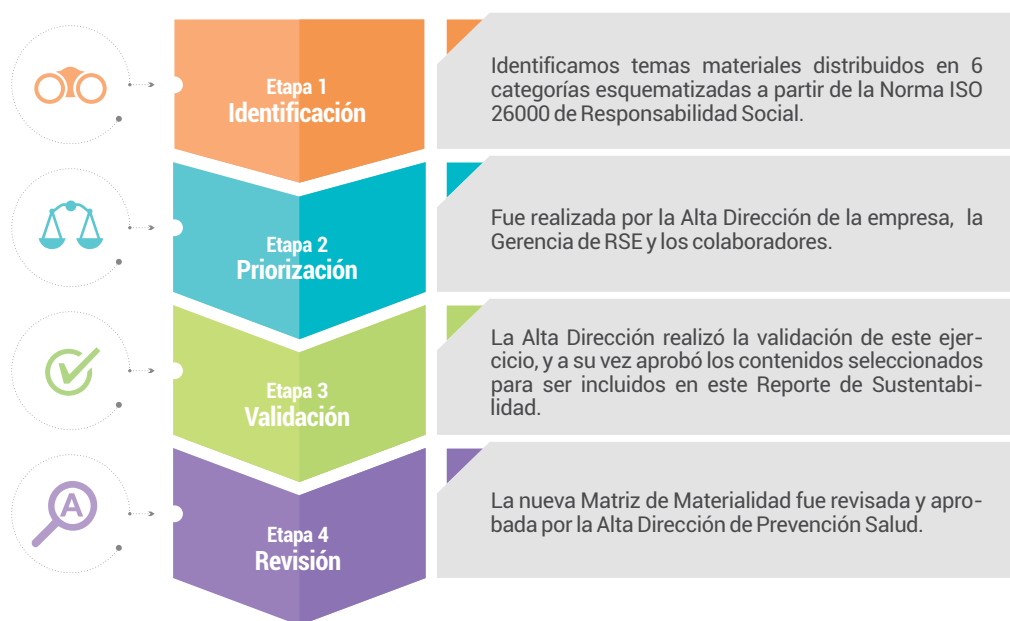 Etapa 1
Identificación
Identificamos temas materiales distribuidos en 6
categorías esquematizadas a partir de la Norma ISO
26000 de Responsabilidad Social.
Etapa 2
Priorización
Fue realizada por la Alta Dirección de la empresa, la
Gerencia de RSE y los colaboradores.
Etapa 3
Validación
La Alta Dirección realizó la validación de este ejer-
cicio, y a su vez aprobó los contenidos seleccionados
para ser incluidos en este Reporte de Sustentabi-
lidad.
A
Etapa 4
Revisión
La nueva Matriz de Materialidad fue revisada y apro-
bada por la Alta Dirección de Prevención Salud.